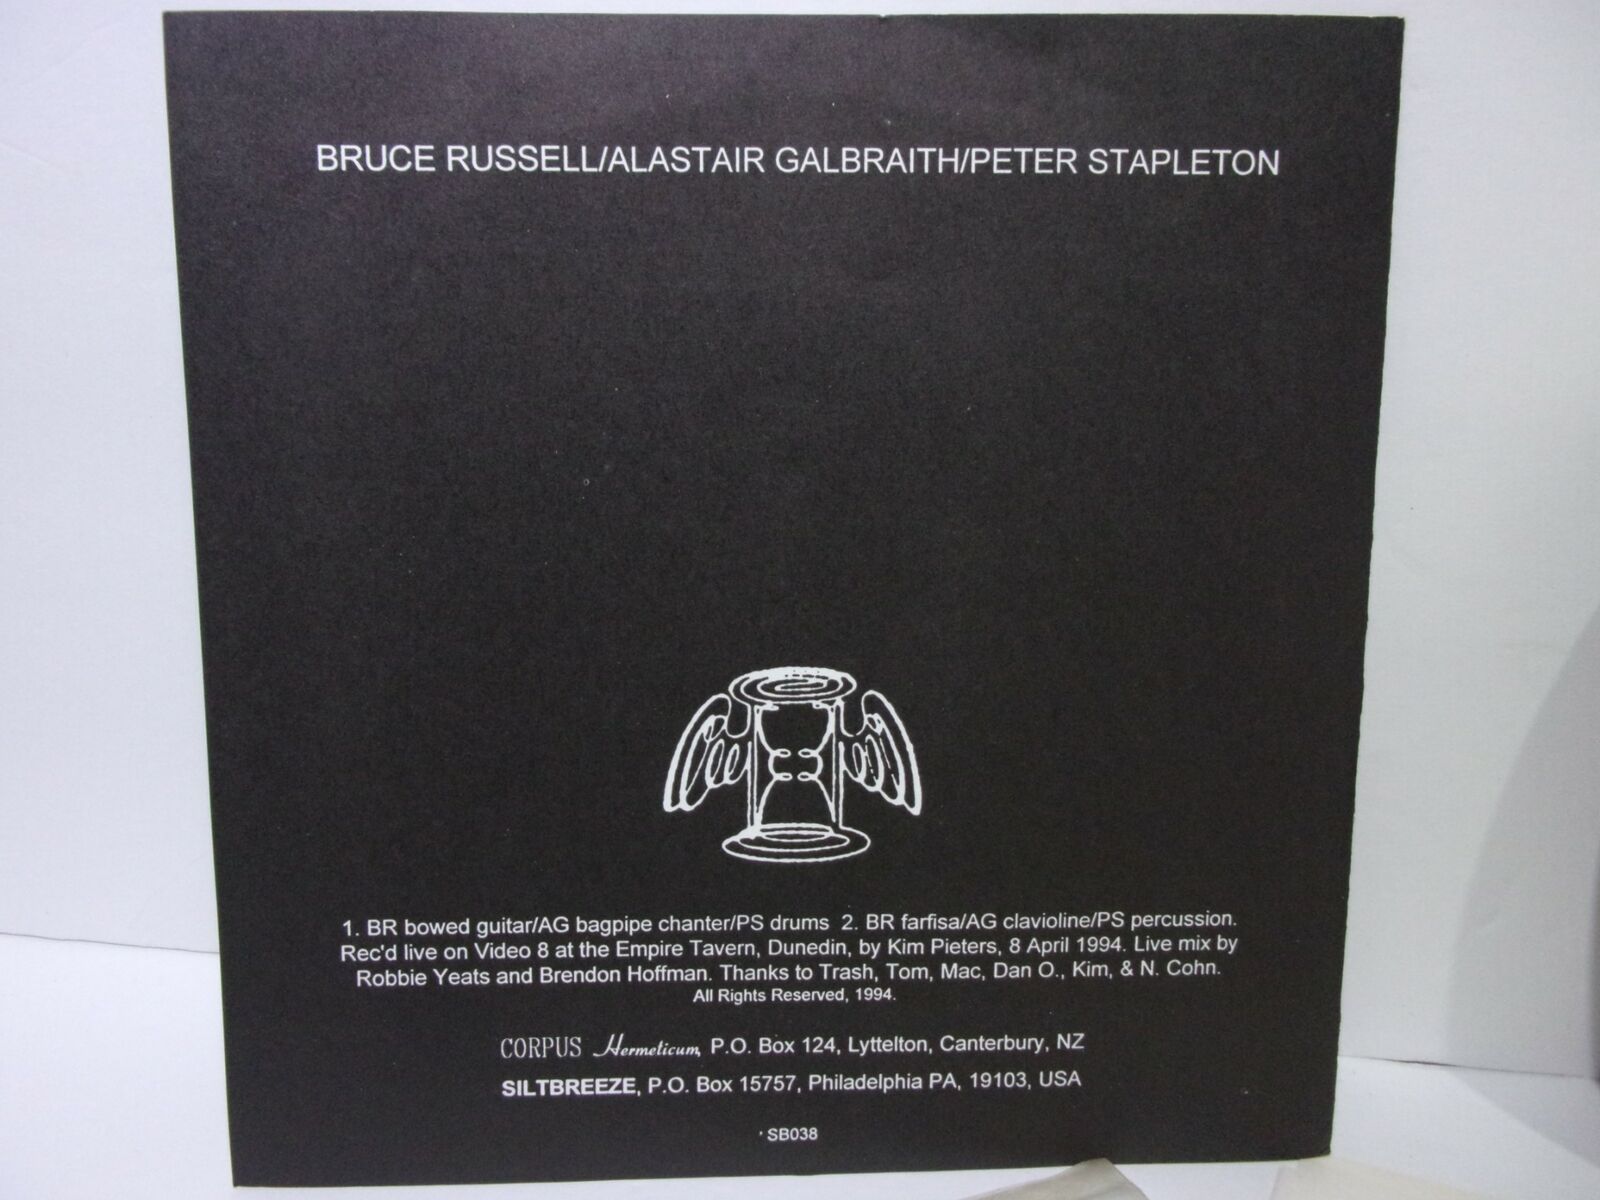 BRUCE RUSSELL/ALASTAIR GALBRAITH/PETER STAPLETON
1. BR bowed guitar/AG bagpipe chanter/PS drums 2. BR farfisa/AG clavioline/PS percussion.
Rec'd live on Video 8 at the Empire Tavern, Dunedin, by Kim Pieters, 8 April 1994. Live mix by
Robbie Yeats and Brendon Hoffman. Thanks to Trash, Tom, Mac, Dan O., Kim, & N. Cohn.
All Rights Reserved, 1994.
CORPUS Hermeticum, P.O. Box 124, Lyttelton, Canterbury, NZ
SILTBREEZE, P.O. Box 15757, Philadelphia PA, 19103, USA
SB038